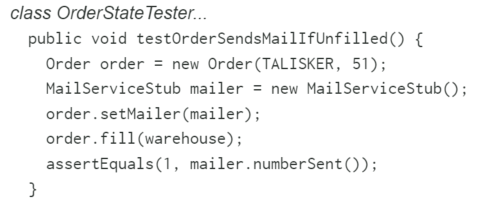 class OrderStateTester...
public void testOrderSendsMailIfUnfilled() {
Order order = new Order(TALISKER, 51);
MailServiceStub mailer = new MailServiceStub();
order.setMailer(mailer);
order.fill(warehouse);
assertEquals(1, mailer.numberSent());
}